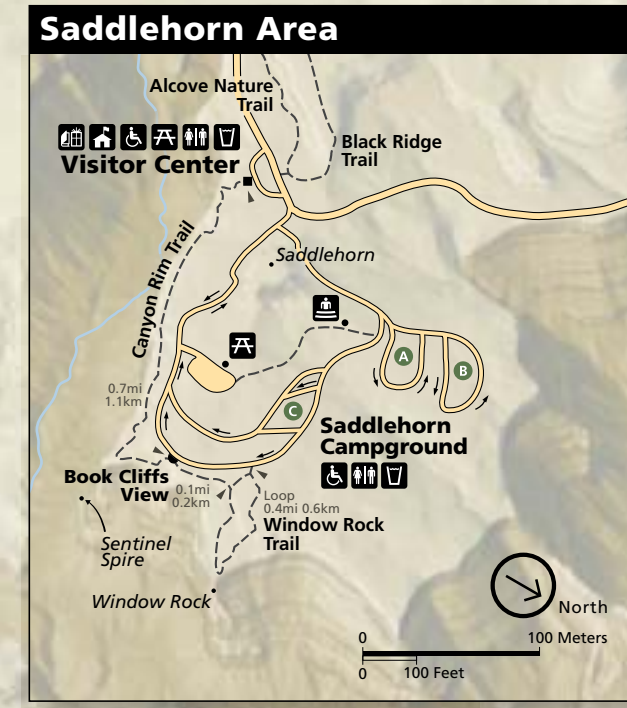 Saddlehorn Area
Alcove Nature
Trail
Black Ridge
Trail
Visitor Center
Canyon Rim Trail
Saddlehorn
A
B
C
0.7mi
1.1km
Saddlehorn
Campground
Book Cliffs
View
0.1mi
0.2km
Loop
0.4mi 0.6km
Window Rock
Trail
Sentinel
Spire
Window Rock
North
0
100 Meters
0
100 Feet